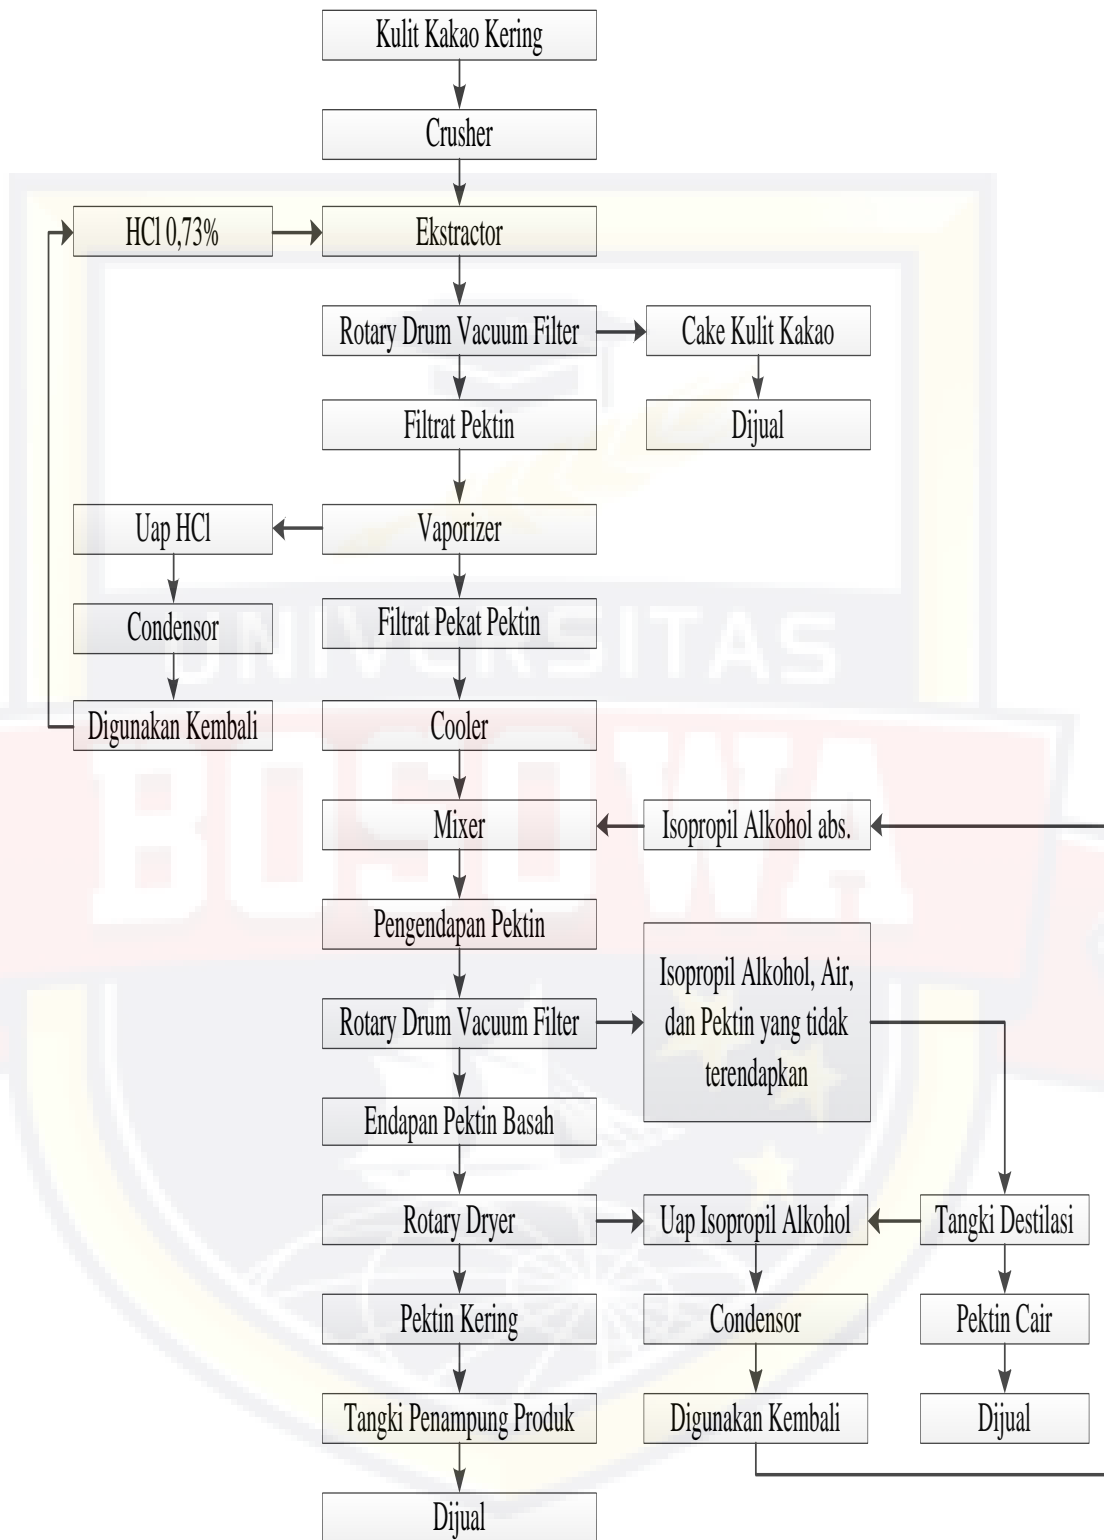 Kulit Kakao Kering
Crusher
HCl 0,73%
Ekstractor
Rotary Drum Vacuum Filter
Cake Kulit Kakao
Filtrat Pektin
Dijual
Uap HCl
Vaporizer
Condensor
Filtrat Pekat Pektin
UNIVERSITAS
Digunakan Kembali
Cooler
BOSOWA
Mixer
Isopropil Alkohol abs.
Pengendapan Pektin
Isopropil Alkohol, Air,
dan Pektin yang tidak
terendapkan
Rotary Drum Vacuum Filter
Endapan Pektin Basah
Rotary Dryer
Uap Isopropil Alkohol
Tangki Destilasi
Pektin Kering
Condensor
Pektin Cair
Tangki Penampung Produk
Digunakan Kembali
Dijual
Dijual